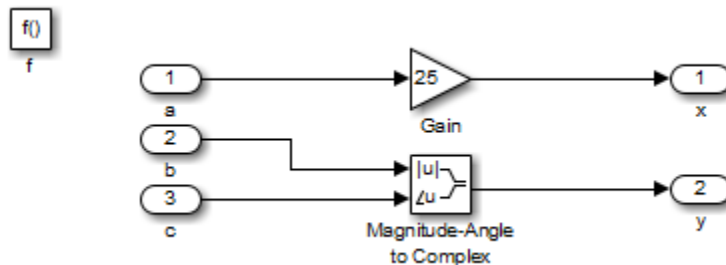 f()
f
1
a
25
Gain
1
x
2
b
3
c
|u|
∠u
Magnitude-Angle
to Complex
2
y